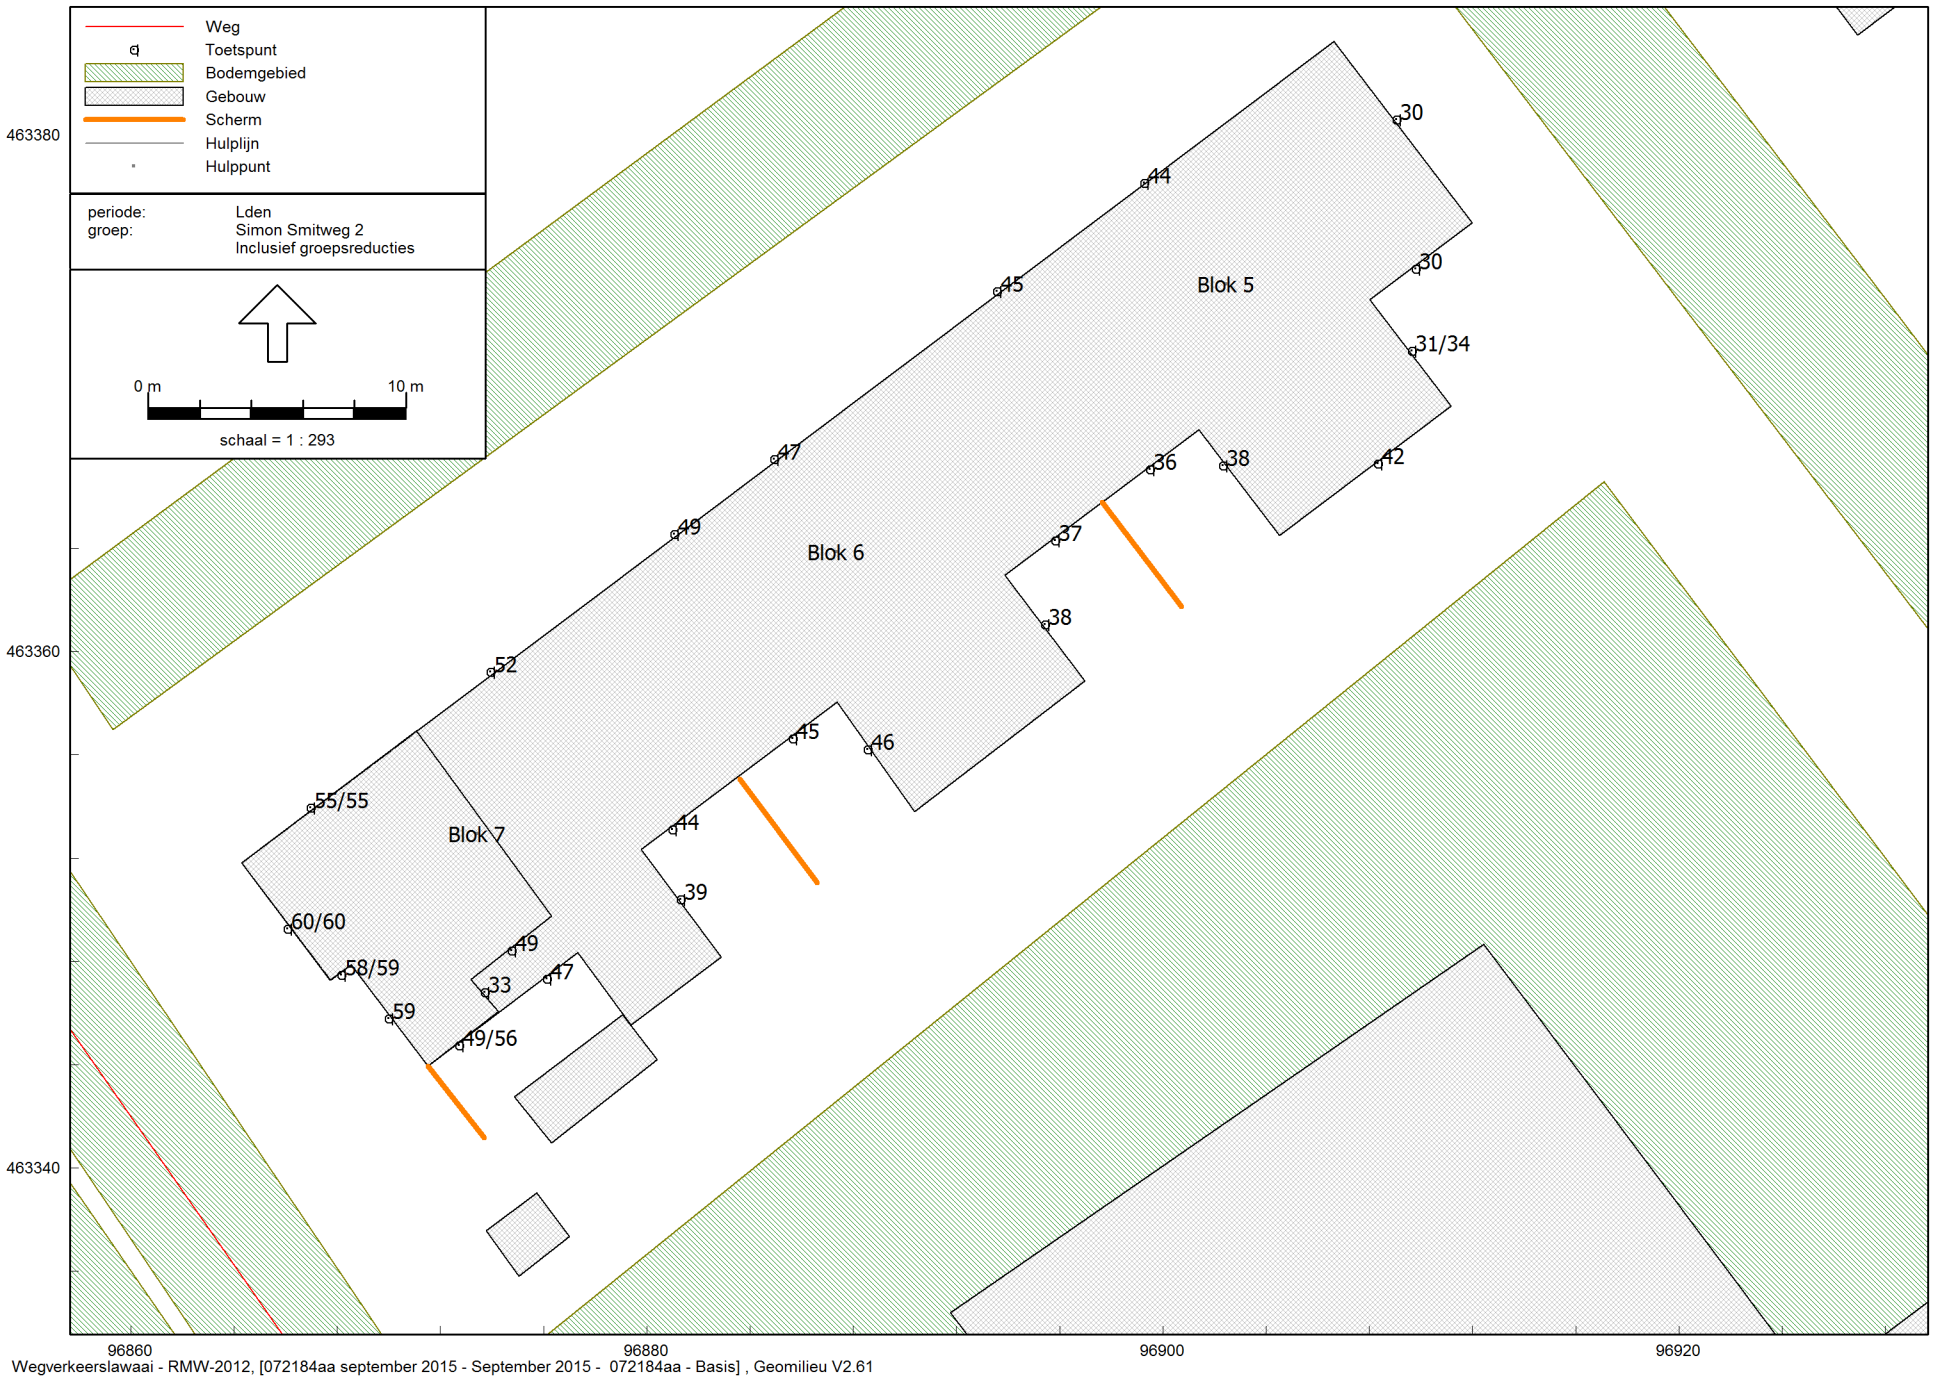 Weg
Toetspunt
Bodemgebied
Gebouw
Scherm
Hulplijn
Hulppunt
periode: Lden
groep: Simon Smitweg 2
Inclusief groepsreducties
0 m 10 m
schaal = 1 : 293
463380
463360
463340
30
44
30
45
Blok 5
31/34
47
36
38
42
49
37
Blok 6
38
52
45
46
55/55
44
Blok 7
39
60/60
49
58/59
47
33
59
49/56
96860 96880 96900 96920
Wegverkeerslawaai - RMW-2012, [072184aa september 2015 - September 2015 - 072184aa - Basis] , Geomilieu V2.61